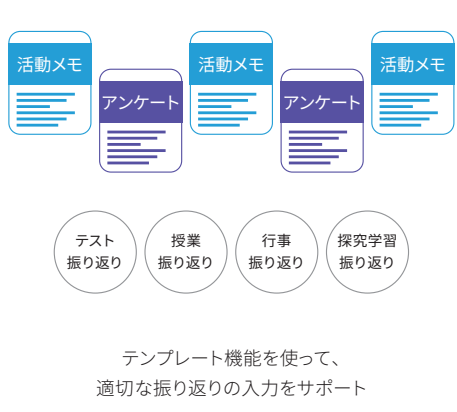 活動メモ
アンケート
活動メモ
アンケート
活動メモ
テスト
振り返り
授業
振り返り
行事
振り返り
探究学習
振り返り
テンプレート機能を使って、
適切な振り返りの入力をサポート